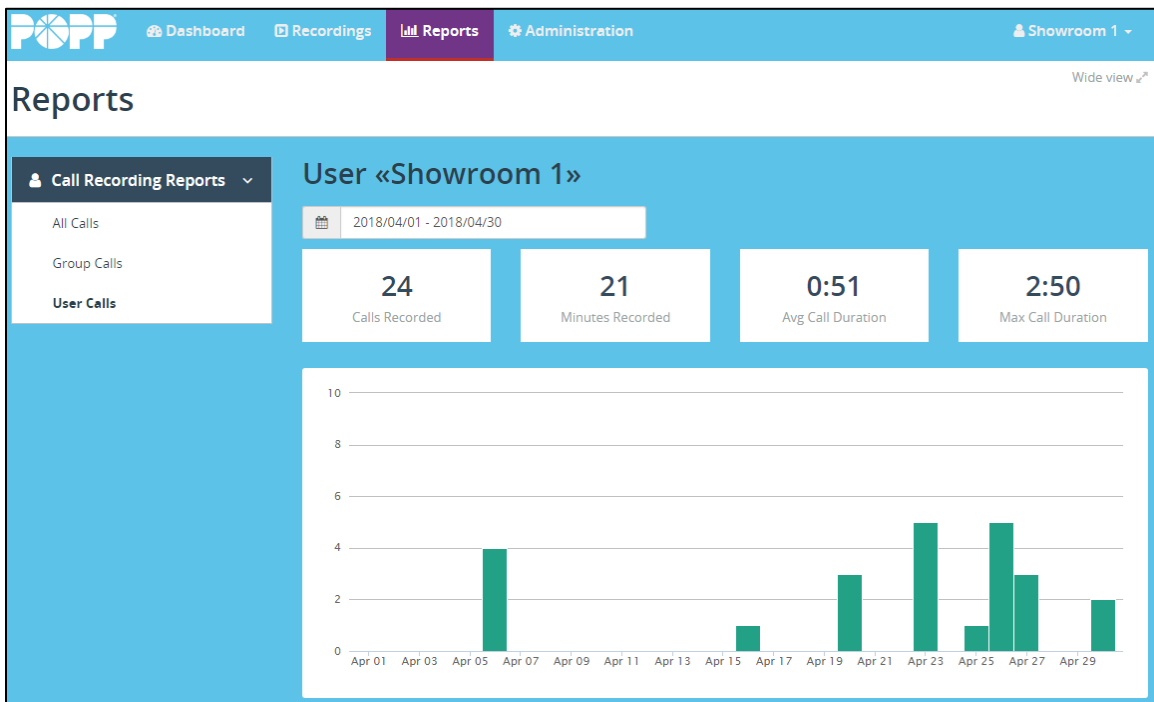 POPP Dashboard Recordings Reports Administration Showroom 1
Wide view
Reports
Call Recording Reports
All Calls
Group Calls
User Calls
User «Showroom 1»
2018/04/01 - 2018/04/30
24 21 0:51 2:50
Calls Recorded Minutes Recorded Avg Call Duration Max Call Duration
10
8
6
4
2
0
Apr 01 Apr 03 Apr 05 Apr 07 Apr 09 Apr 11 Apr 13 Apr 15 Apr 17 Apr 19 Apr 21 Apr 23 Apr 25 Apr 27 Apr 29